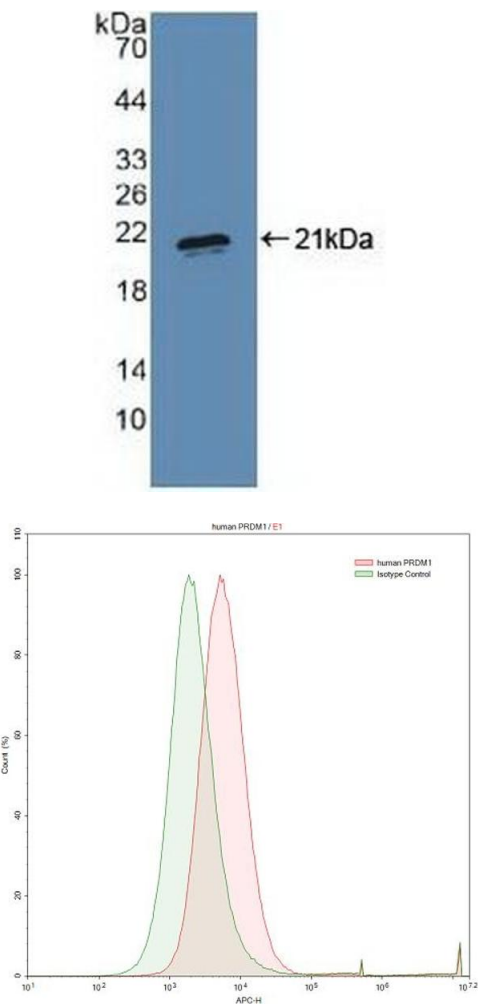 kDa
70
44
33
26
22
←21kDa
18
14
10
human PRDM1 / E1
human PRDM1
Isotype Control
110
100
80
60
40
20
0
Count (%)
10¹ 10² 10³ 10⁴ 10⁵ 10⁶ 10⁷·²
APC-H